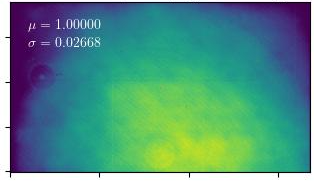 μ = 1.00000
σ = 0.02668